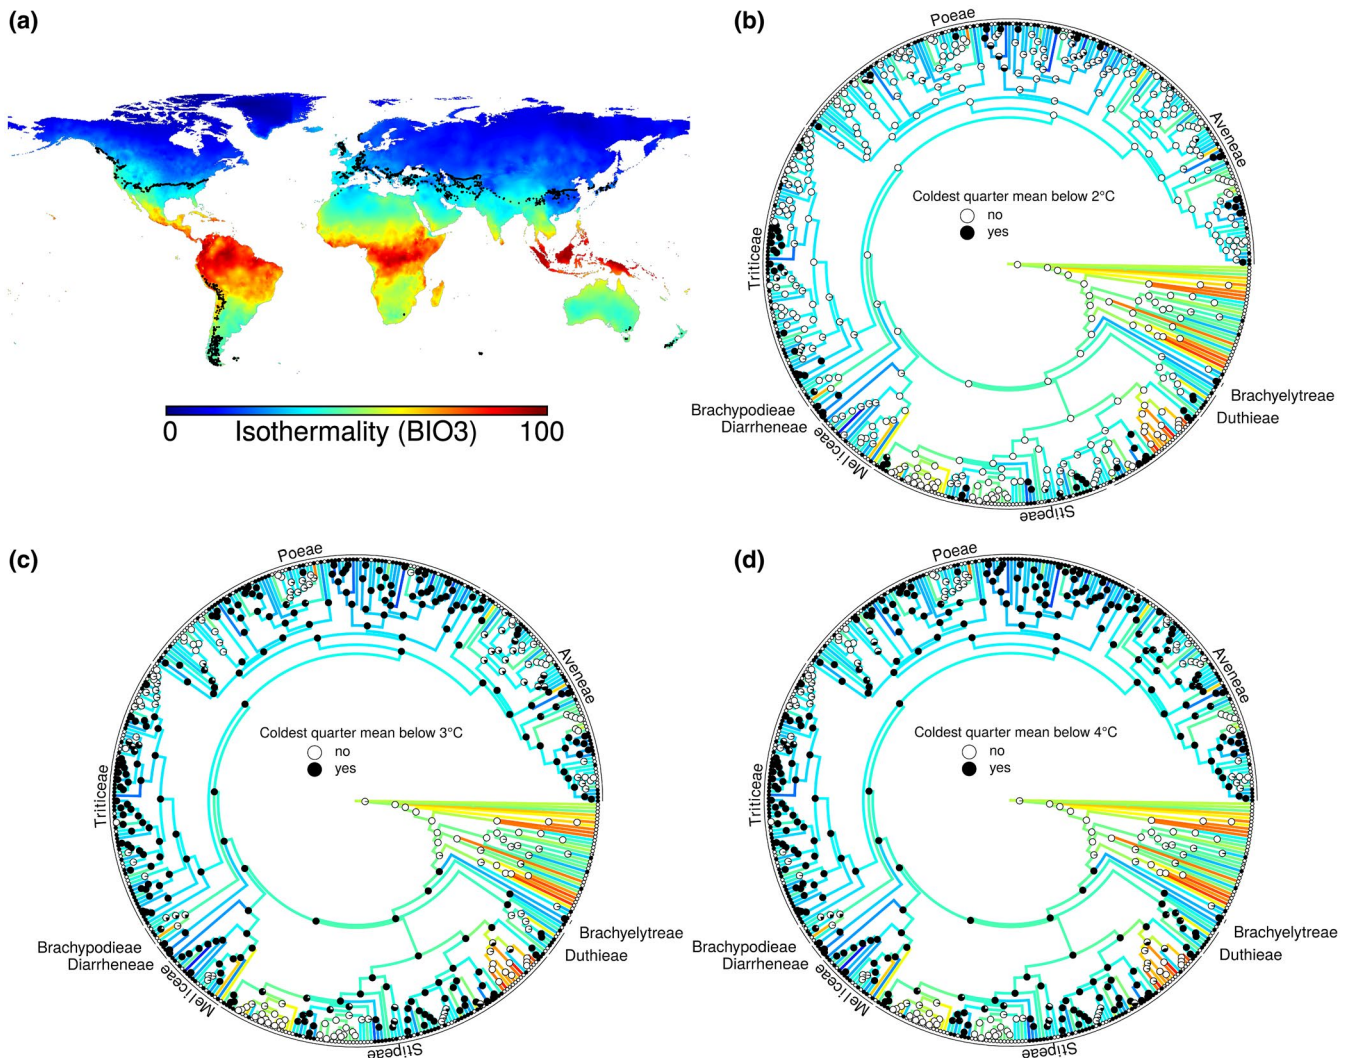 (a)
0 Isothermality (BIO3) 100
(b)
Poeae
Aveneae
Coldest quarter mean below 2°C
no
yes
Triticeae
Brachypodieae
Diarrheneae
Meliceae
Stipeae
Brachyelytreae
Duthieae
(c)
Poeae
Aveneae
Coldest quarter mean below 3°C
no
yes
Triticeae
Brachypodieae
Diarrheneae
Meliceae
Stipeae
Brachyelytreae
Duthieae
(d)
Poeae
Aveneae
Coldest quarter mean below 4°C
no
yes
Triticeae
Brachypodieae
Diarrheneae
Meliceae
Stipeae
Brachyelytreae
Duthieae